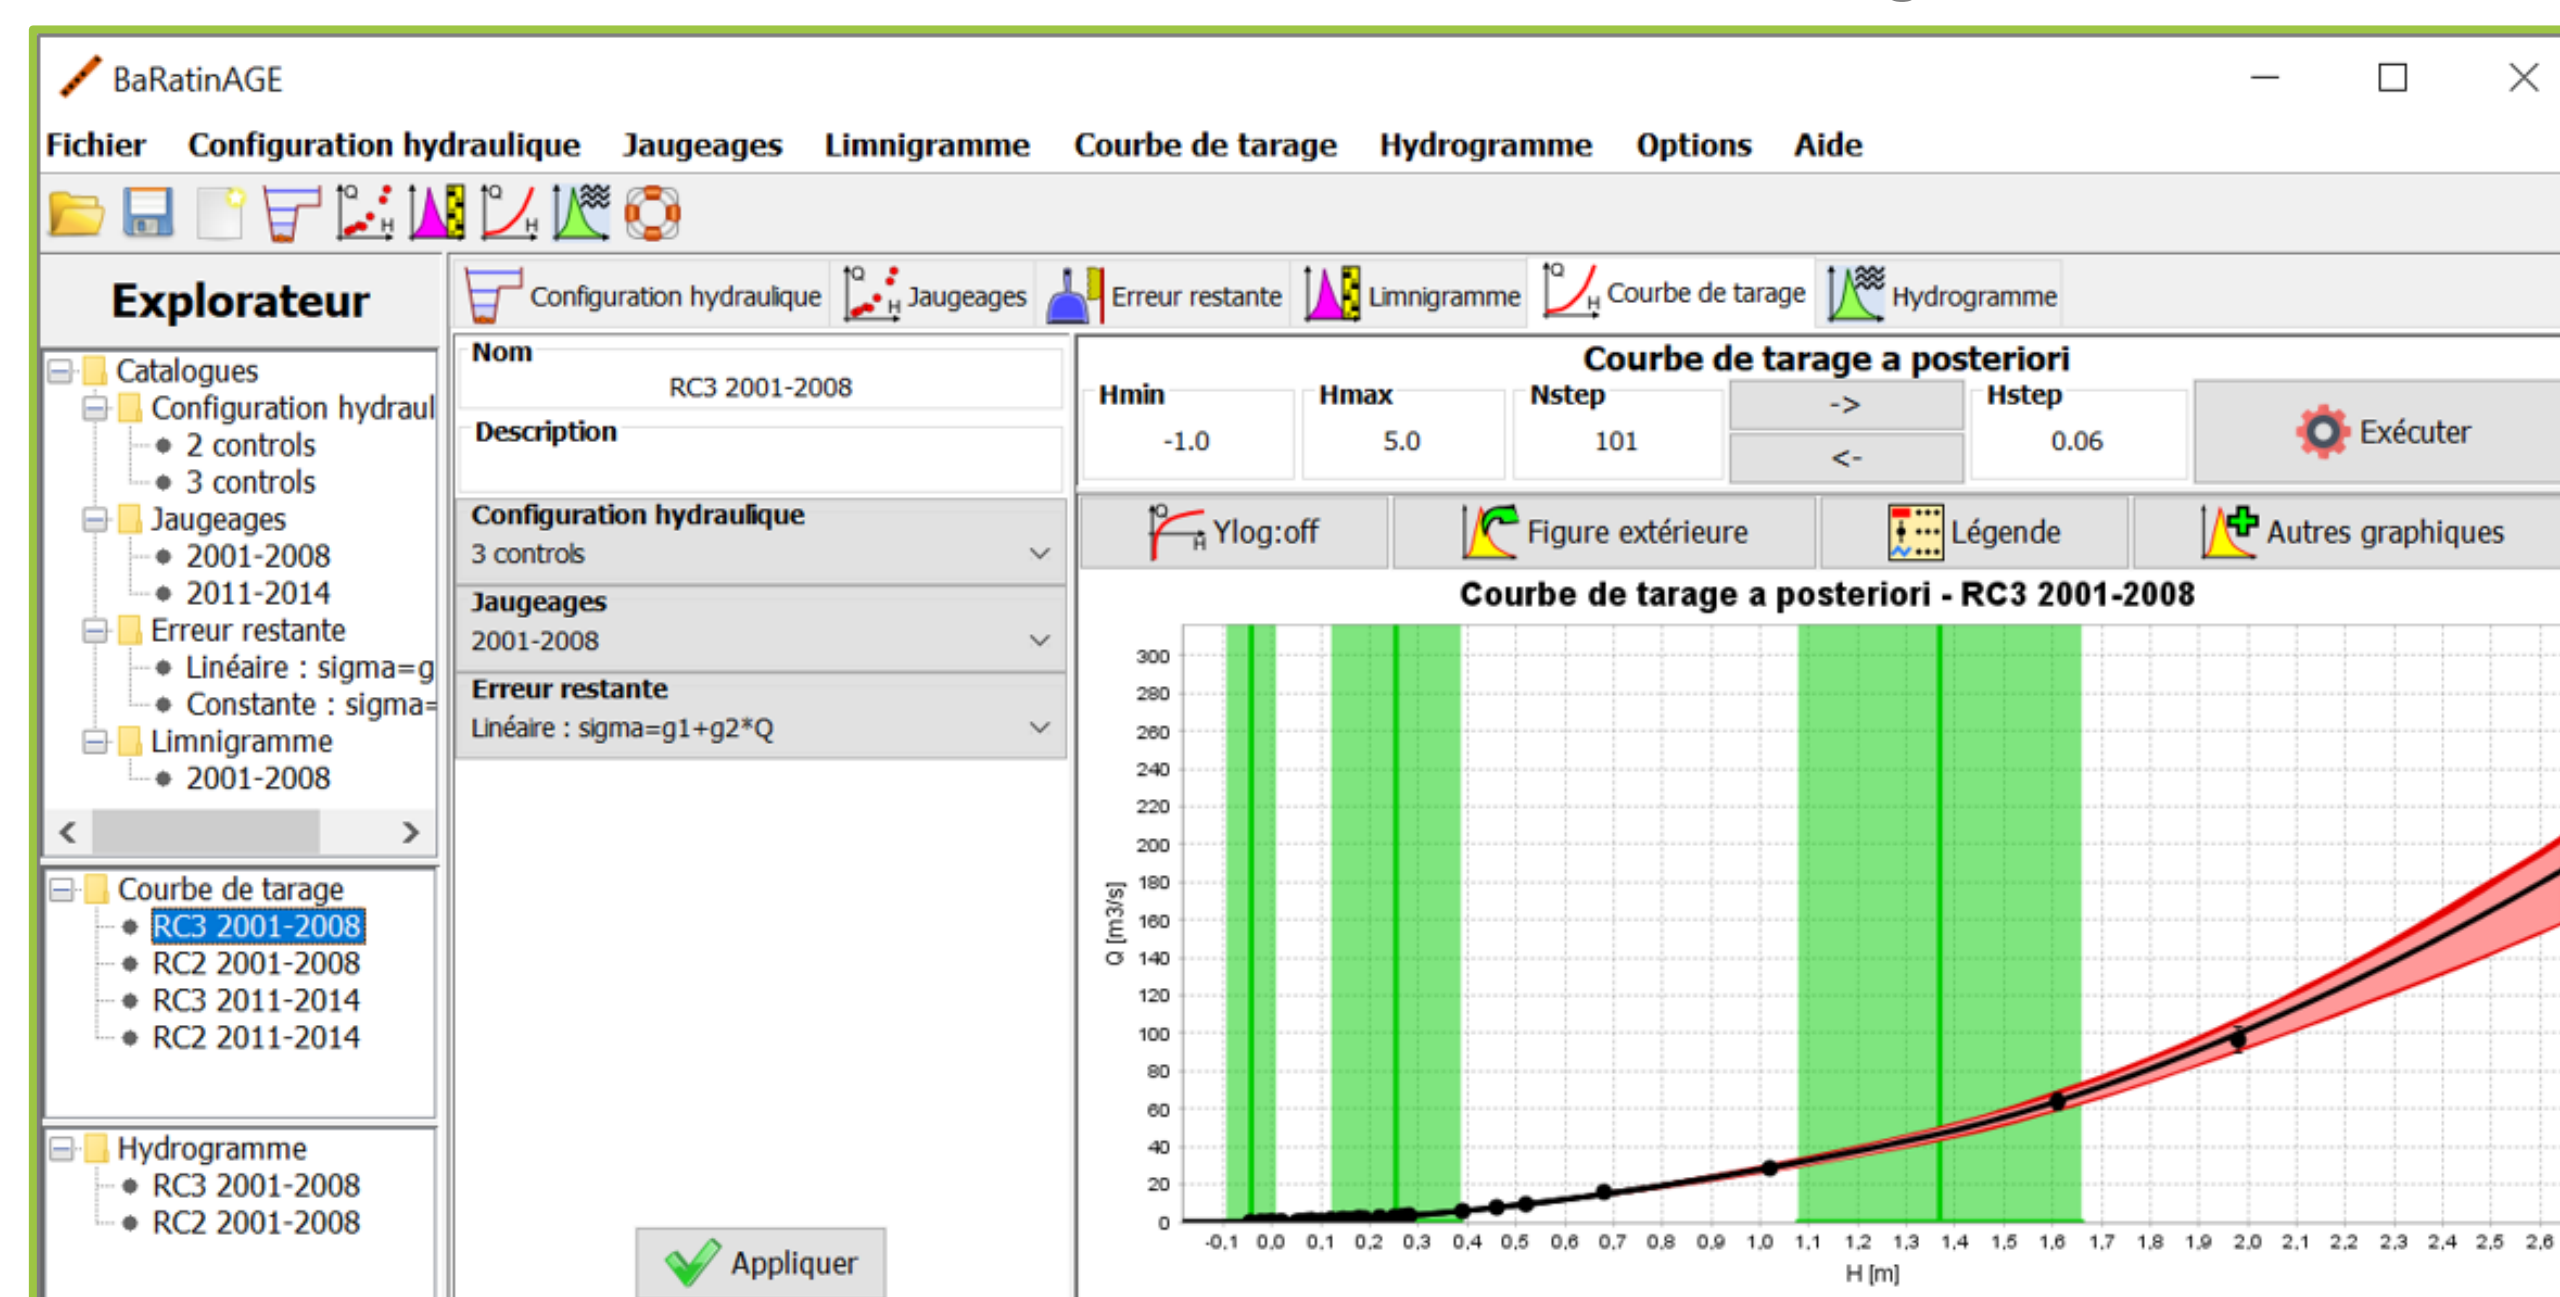 BaRatinAGE
Fichier Configuration hydraulique Jaugeages Limnigramme Courbe de tarage Hydrogramme Options Aide
Explorateur
Configuration hydraulique Jaugeages Erreur restante Limnigramme Courbe de tarage Hydrogramme
Catalogues
Configuration hydraul
2 controls
3 controls
Jaugeages
2001-2008
2011-2014
Erreur restante
Linéaire : sigma=g
Constante : sigma=
Limnigramme
2001-2008
Courbe de tarage
RC3 2001-2008
RC2 2001-2008
RC3 2011-2014
RC2 2011-2014
Hydrogramme
RC3 2001-2008
RC2 2001-2008
Nom
RC3 2001-2008
Description
Configuration hydraulique
3 controls
Jaugeages
2001-2008
Erreur restante
Linéaire : sigma=g1+g2*Q
Appliquer
Courbe de tarage a posteriori
Hmin Hmax Nstep -> Hstep
-1.0 5.0 101 <- 0.06 Exécuter
Ylog:off Figure extérieure Légende Autres graphiques
Courbe de tarage a posteriori - RC3 2001-2008
300
280
260
240
220
200
180
160
140
120
100
80
60
40
20
0
Q [m3/s]
-0,1 0,0 0,1 0,2 0,3 0,4 0,5 0,6 0,7 0,8 0,9 1,0 1,1 1,2 1,3 1,4 1,5 1,6 1,7 1,8 1,9 2,0 2,1 2,2 2,3 2,4 2,5 2,6
H [m]